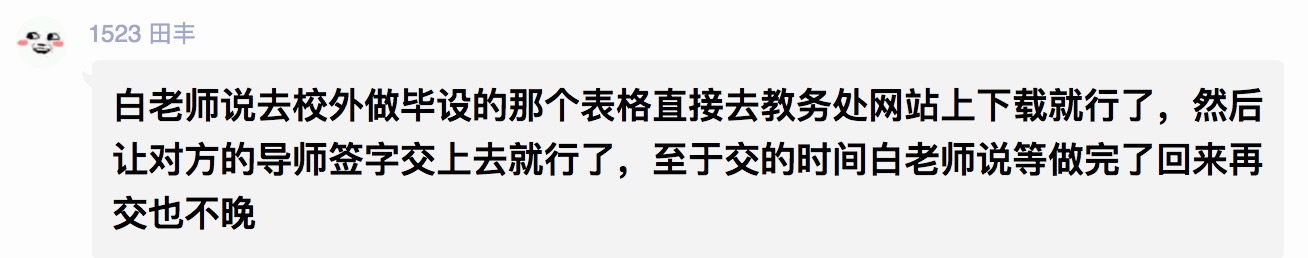 1523 田丰
白老师说去校外做毕设的那个表格直接去教务处网站上下载就行了，然后
让对方的导师签字交上去就行了，至于交的时间白老师说等做完了回来再
交也不晚